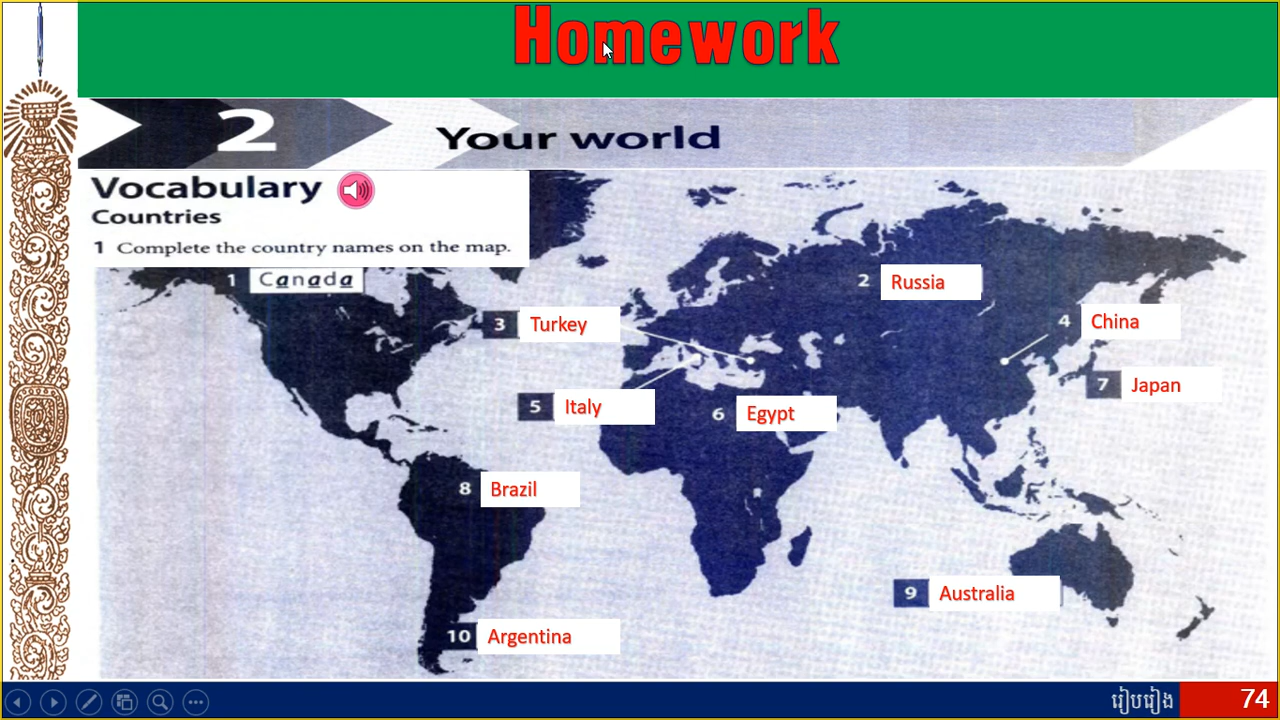 Homework
2 Your world
Vocabulary
Countries
1 Complete the country names on the map.
1 Canada
2 Russia
3 Turkey
4 China
7 Japan
5 Italy
6 Egypt
8 Brazil
9 Australia
10 Argentina
រៀបរៀង 74